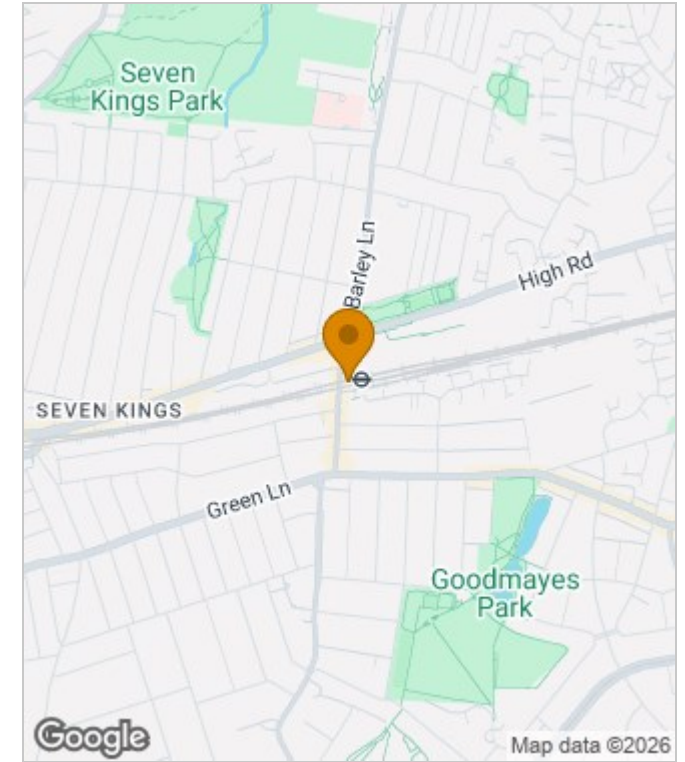 Seven
Kings Park
Barley Ln
High Rd
SEVEN KINGS
Green Ln
Goodmayes
Park
Google
Map data ©2026